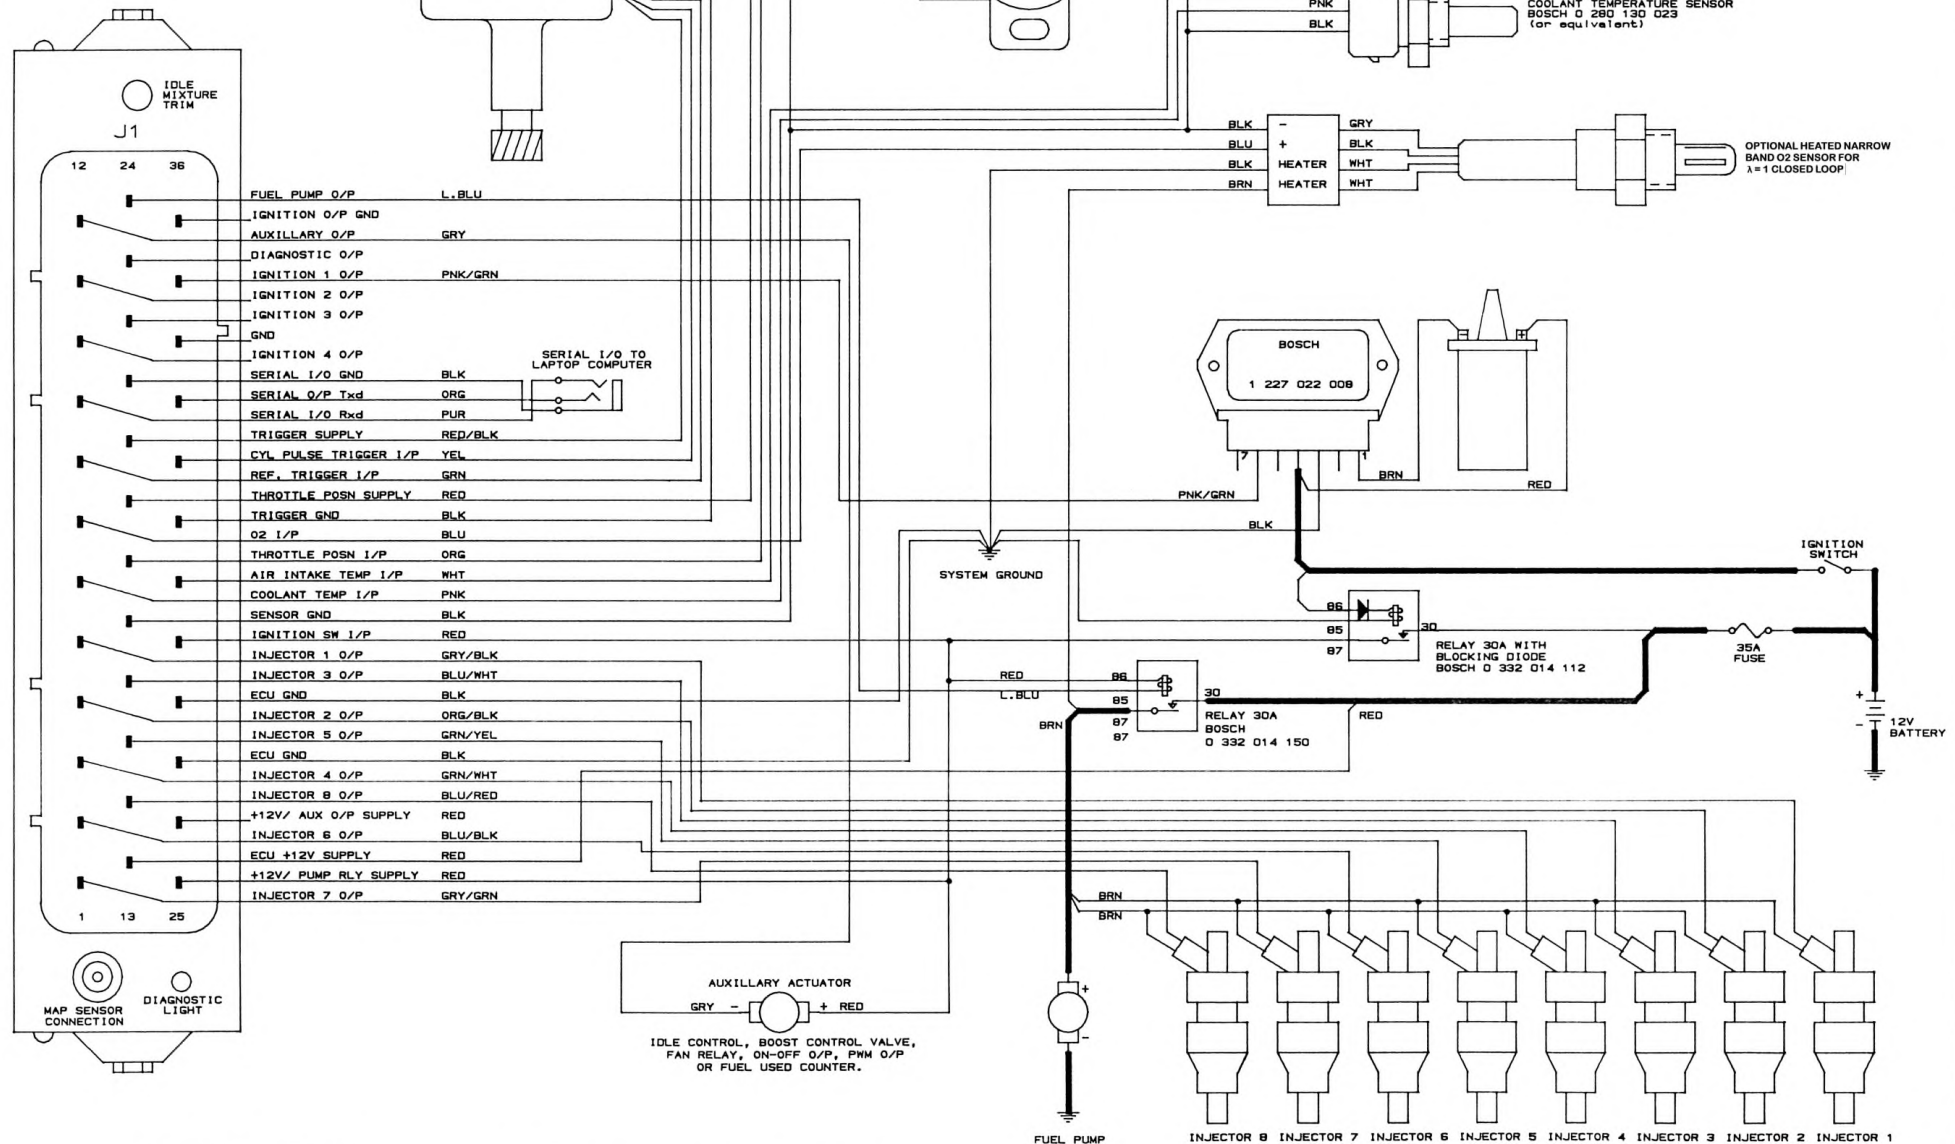 PNK
BLK
COOLANT TEMPERATURE SENSOR
BOSCH 0 280 130 023
(or equivalent)
IDLE
MIXTURE
TRIM
J1
12 24 36
BLK - GRY
BLU + BLK
BLK HEATER WHT
BRN HEATER WHT
OPTIONAL HEATED NARROW
BAND O2 SENSOR FOR
λ = 1 CLOSED LOOP
FUEL PUMP O/P L.BLU
IGNITION O/P GND
AUXILLARY O/P GRY
DIAGNOSTIC O/P
IGNITION 1 O/P PNK/GRN
IGNITION 2 O/P
IGNITION 3 O/P
GND
IGNITION 4 O/P
SERIAL I/O GND BLK
SERIAL O/P Txd ORG
SERIAL I/O Rxd PUR
TRIGGER SUPPLY RED/BLK
CYL PULSE TRIGGER I/P YEL
REF. TRIGGER I/P GRN
THROTTLE POSN SUPPLY RED
TRIGGER GND BLK
O2 I/P BLU
THROTTLE POSN I/P ORG
AIR INTAKE TEMP I/P WHT
COOLANT TEMP I/P PNK
SENSOR GND BLK
IGNITION SW I/P RED
INJECTOR 1 O/P GRY/BLK
INJECTOR 3 O/P BLU/WHT
ECU GND BLK
INJECTOR 2 O/P ORG/BLK
INJECTOR 5 O/P GRN/YEL
ECU GND BLK
INJECTOR 4 O/P GRN/WHT
INJECTOR 8 O/P BLU/RED
+12V/ AUX O/P SUPPLY RED
INJECTOR 6 O/P BLU/BLK
ECU +12V SUPPLY RED
+12V/ PUMP RLY SUPPLY RED
INJECTOR 7 O/P GRY/GRN
1 13 25
MAP SENSOR
CONNECTION
DIAGNOSTIC
LIGHT
SERIAL I/O TO
LAPTOP COMPUTER
BOSCH
1 227 022 008
7 1
- +
BRN
RED
PNK/GRN
BLK
SYSTEM GROUND
IGNITION
SWITCH
86
85
87
30
RELAY 30A WITH
BLOCKING DIODE
BOSCH 0 332 014 112
35A
FUSE
RED
L.BLU
86
85
87
87
30
RELAY 30A
BOSCH
0 332 014 150
RED
BRN
+
-
12V
BATTERY
BRN
BRN
AUXILLARY ACTUATOR
GRY - + RED
IDLE CONTROL, BOOST CONTROL VALVE,
FAN RELAY, ON-OFF O/P, PWM O/P
OR FUEL USED COUNTER.
+
-
FUEL PUMP
INJECTOR 8 INJECTOR 7 INJECTOR 6 INJECTOR 5 INJECTOR 4 INJECTOR 3 INJECTOR 2 INJECTOR 1